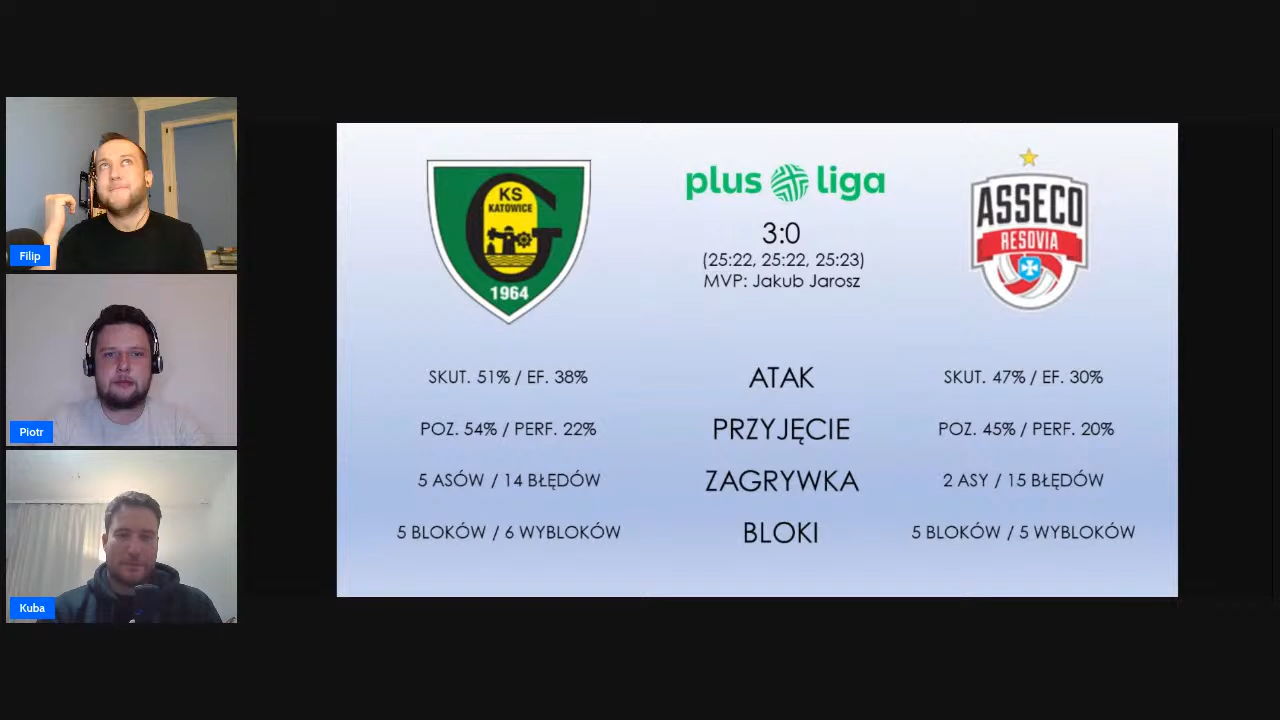 Filip
Piotr
Kuba
KS
KATOWICE
G
1964
plus liga
3:0
(25:22, 25:22, 25:23)
MVP: Jakub Jarosz
ASSECO
RESOVIA
SKUT. 51% / EF. 38%
ATAK
SKUT. 47% / EF. 30%
POZ. 54% / PERF. 22%
PRZYJĘCIE
POZ. 45% / PERF. 20%
5 ASÓW / 14 BŁĘDÓW
ZAGRYWKA
2 ASY / 15 BŁĘDÓW
5 BLOKÓW / 6 WYBLOKÓW
BLOKI
5 BLOKÓW / 5 WYBLOKÓW